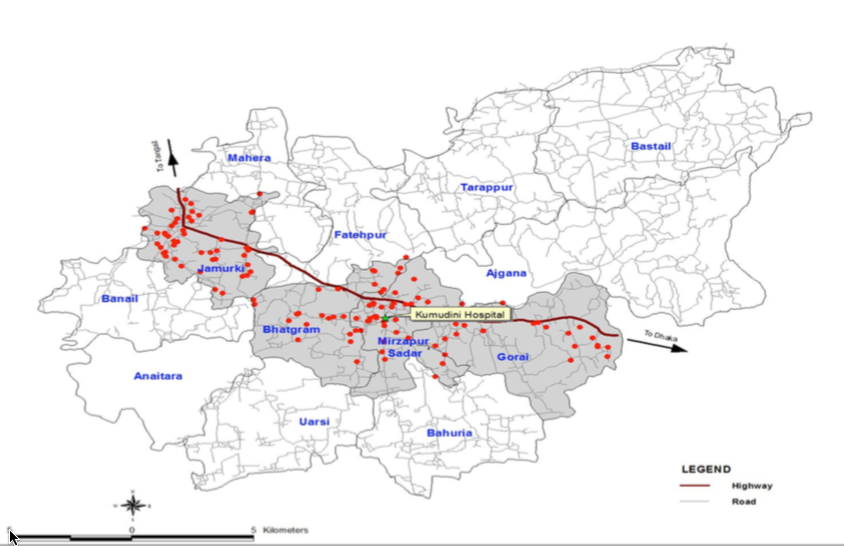 To Tangail
Mahera
Bastail
Tarappur
Fatehpur
Jamurki
Ajgana
Banail
Kumudini Hospital
Bhatgram
Mirzapur
Sadar
To Dhaka
Gorai
Anaitara
Uarsi
Bahuria
LEGEND
Highway
Road
0
5 Kilometers